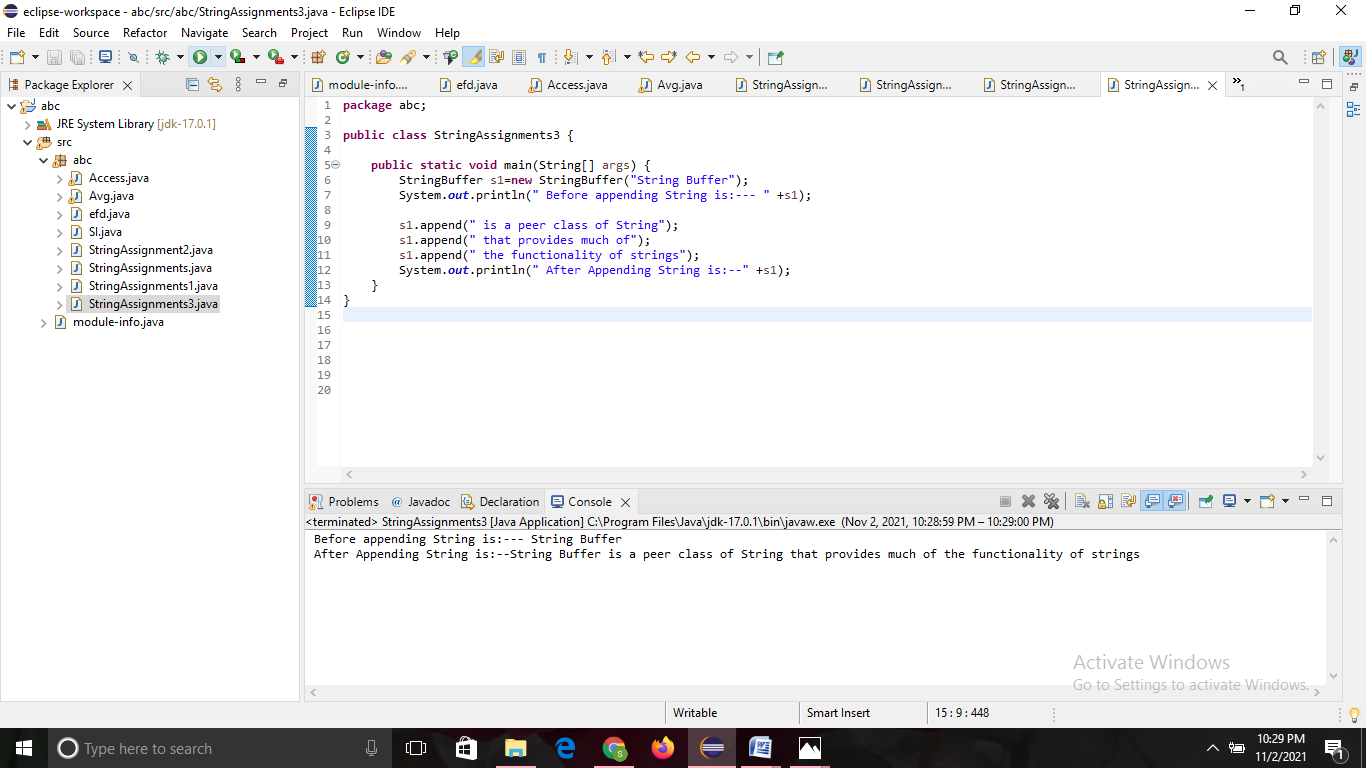 eclipse-workspace - abc/src/abc/StringAssignments3.java - Eclipse IDE
File Edit Source Refactor Navigate Search Project Run Window Help
Package Explorer
abc
JRE System Library [jdk-17.0.1]
src
abc
Access.java
Avg.java
efd.java
SI.java
StringAssignment2.java
StringAssignments.java
StringAssignments1.java
StringAssignments3.java
module-info.java
module-info.... efd.java Access.java Avg.java StringAssign... StringAssign... StringAssign... StringAssign... »1
1 package abc;
2
3 public class StringAssignments3 {
4
5 public static void main(String[] args) {
6 StringBuffer s1=new StringBuffer("String Buffer");
7 System.out.println(" Before appending String is:--- " +s1);
8
9 s1.append(" is a peer class of String");
10 s1.append(" that provides much of");
11 s1.append(" the functionality of strings");
12 System.out.println(" After Appending String is:--" +s1);
13 }
14 }
15
16
17
18
19
20
Problems @ Javadoc Declaration Console
<terminated> StringAssignments3 [Java Application] C:\Program Files\Java\jdk-17.0.1\bin\javaw.exe (Nov 2, 2021, 10:28:59 PM – 10:29:00 PM)
Before appending String is:--- String Buffer
After Appending String is:--String Buffer is a peer class of String that provides much of the functionality of strings
Activate Windows
Go to Settings to activate Windows.
Writable Smart Insert 15 : 9 : 448
Type here to search
10:29 PM
11/2/2021
1